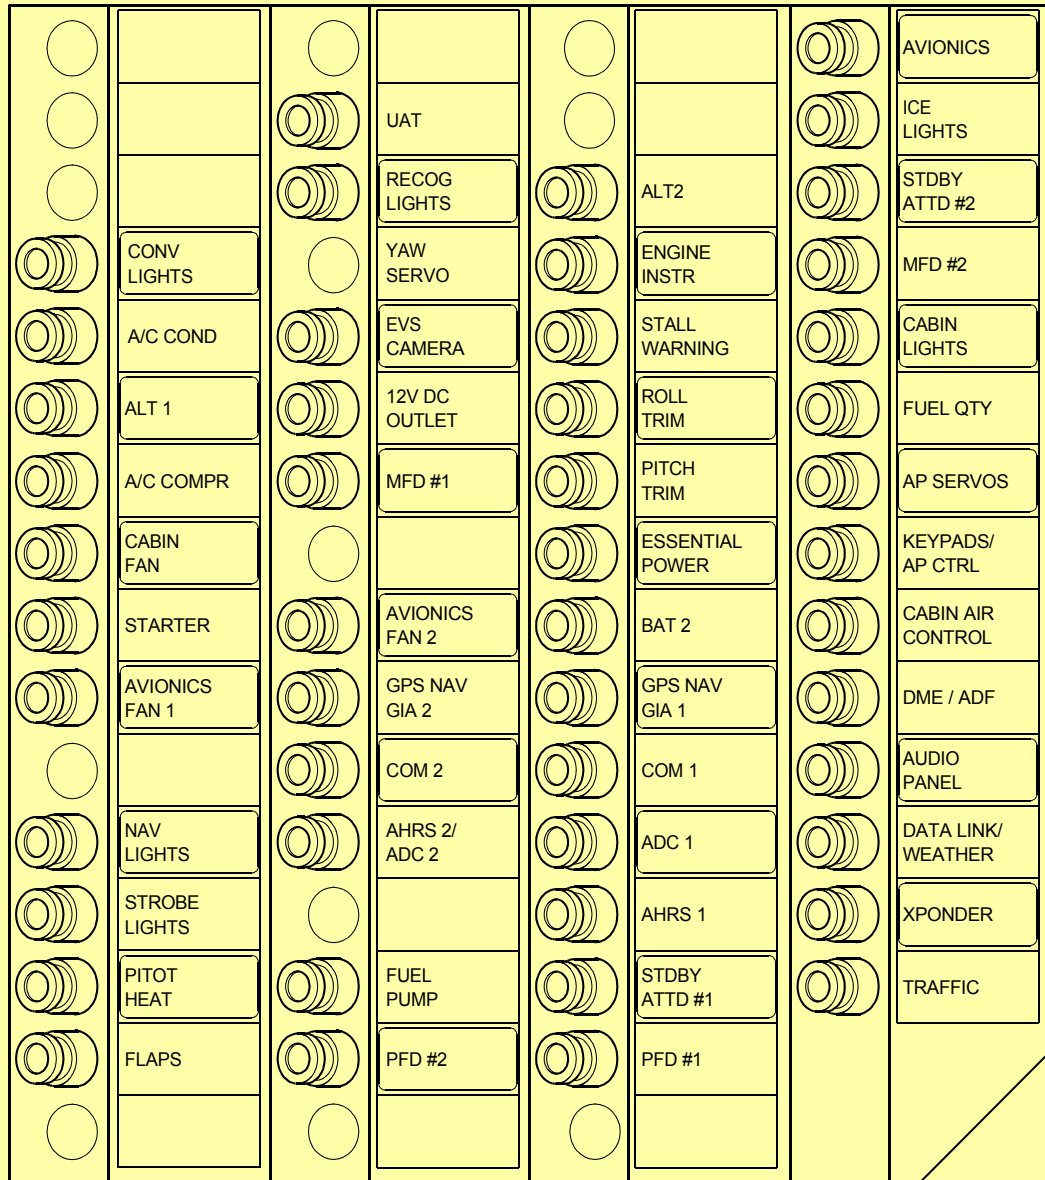 CONV
LIGHTS
A/C COND
ALT 1
A/C COMPR
CABIN
FAN
STARTER
AVIONICS
FAN 1
NAV
LIGHTS
STROBE
LIGHTS
PITOT
HEAT
FLAPS
UAT
RECOG
LIGHTS
YAW
SERVO
EVS
CAMERA
12V DC
OUTLET
MFD #1
AVIONICS
FAN 2
GPS NAV
GIA 2
COM 2
AHRS 2/
ADC 2
FUEL
PUMP
PFD #2
ALT2
ENGINE
INSTR
STALL
WARNING
ROLL
TRIM
PITCH
TRIM
ESSENTIAL
POWER
BAT 2
GPS NAV
GIA 1
COM 1
ADC 1
AHRS 1
STDBY
ATTD #1
PFD #1
AVIONICS
ICE
LIGHTS
STDBY
ATTD #2
MFD #2
CABIN
LIGHTS
FUEL QTY
AP SERVOS
KEYPADS/
AP CTRL
CABIN AIR
CONTROL
DME / ADF
AUDIO
PANEL
DATA LINK/
WEATHER
XPONDER
TRAFFIC